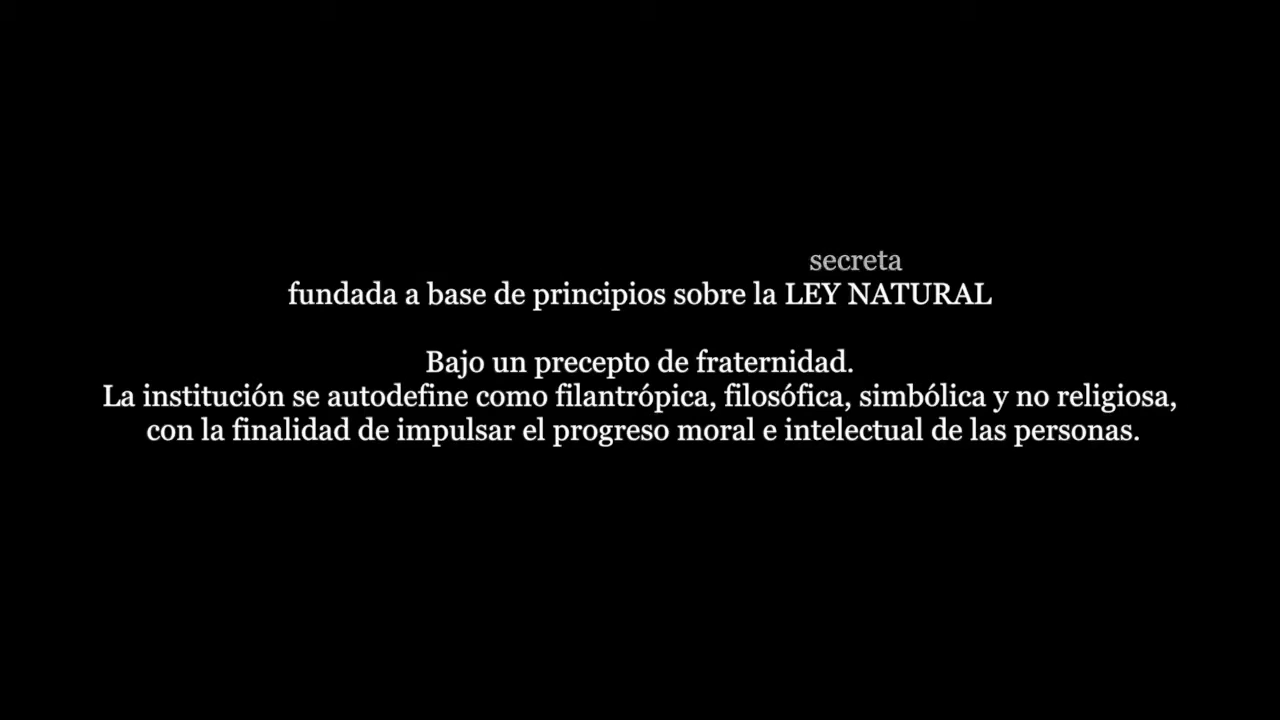 secreta
fundada a base de principios sobre la LEY NATURAL
Bajo un precepto de fraternidad.
La institución se autodefine como filantrópica, filosófica, simbólica y no religiosa,
con la finalidad de impulsar el progreso moral e intelectual de las personas.